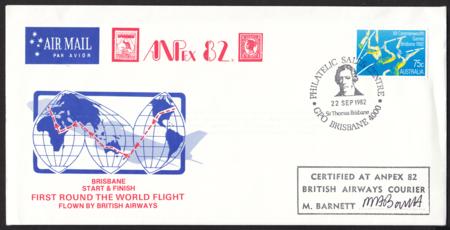 AIR MAIL
PAR AVION
ANPEX 82.
XII Commonwealth
Games
Brisbane 1982
75c
AUSTRALIA
PHILATELIC SALES CENTRE
22 SEP 1982
Sir Thomas Brisbane
GPO BRISBANE 4000
BRISBANE
START & FINISH
FIRST ROUND THE WORLD FLIGHT
FLOWN BY BRITISH AIRWAYS
CERTIFIED AT ANPEX 82
BRITISH AIRWAYS COURIER
M. BARNETT MABarnett